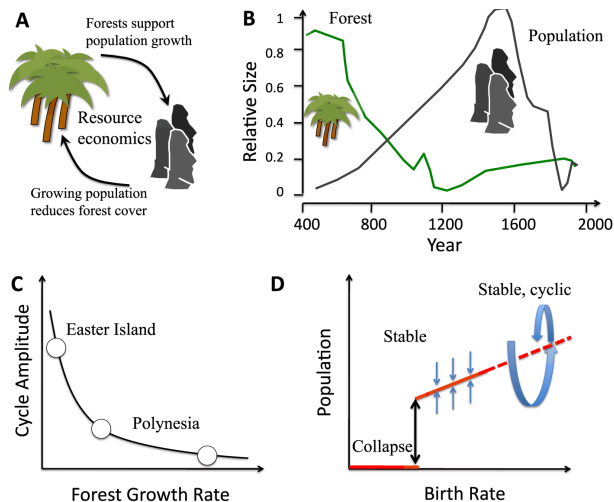 A
Forests support
population growth
Resource
economics
Growing population
reduces forest cover
B
Forest
Population
Relative Size
1
0.8
0.6
0.4
0.2
0
400
800
1200
1600
2000
Year
C
Easter Island
Polynesia
Cycle Amplitude
Forest Growth Rate
D
Stable, cyclic
Stable
Collapse
Population
Birth Rate